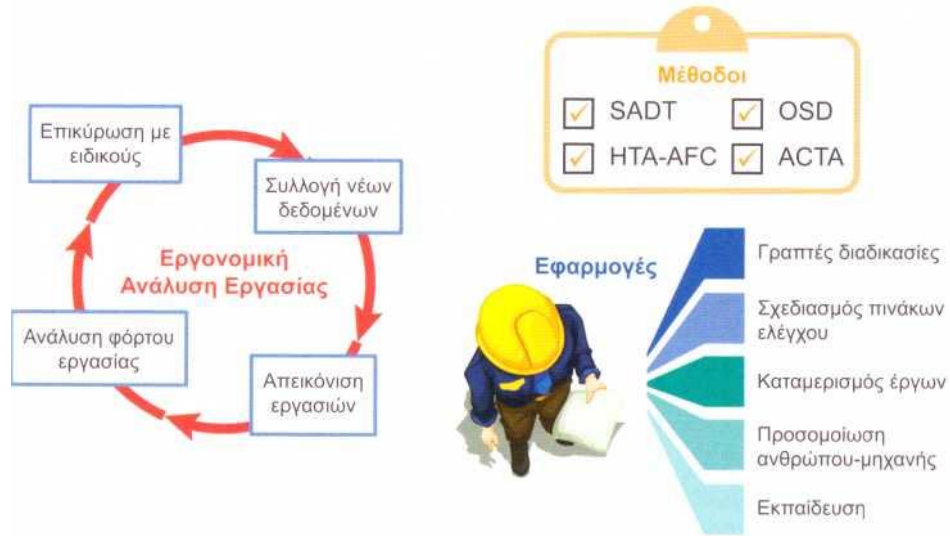 Μέθοδοι
SADT
OSD
HTA-AFC
ACTA
Επικύρωση με
ειδικούς
Συλλογή νέων
δεδομένων
Εργονομική
Ανάλυση Εργασίας
Ανάλυση φόρτου
εργασίας
Απεικόνιση
εργασιών
Εφαρμογές
Γραπτές διαδικασίες
Σχεδιασμός πινάκων
ελέγχου
Καταμερισμός έργων
Προσομοίωση
ανθρώπου-μηχανής
Εκπαίδευση